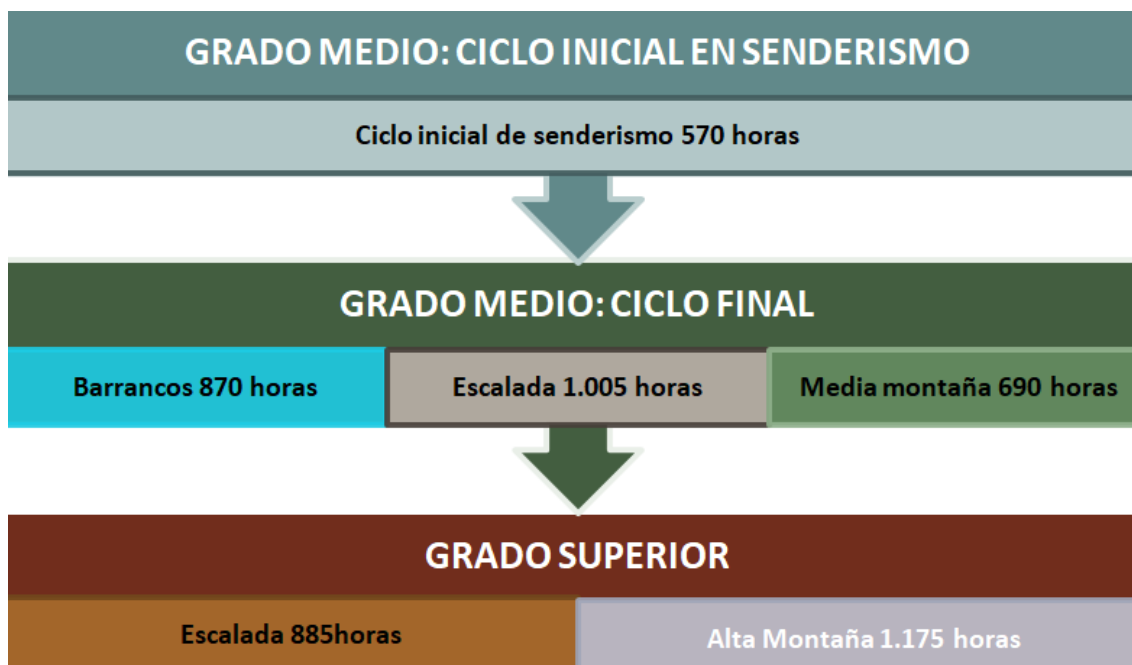 GRADO MEDIO: CICLO INICIAL EN SENDERISMO
Ciclo inicial de senderismo 570 horas
GRADO MEDIO: CICLO FINAL
Barrancos 870 horas
Escalada 1.005 horas
Media montaña 690 horas
GRADO SUPERIOR
Escalada 885horas
Alta Montaña 1.175 horas